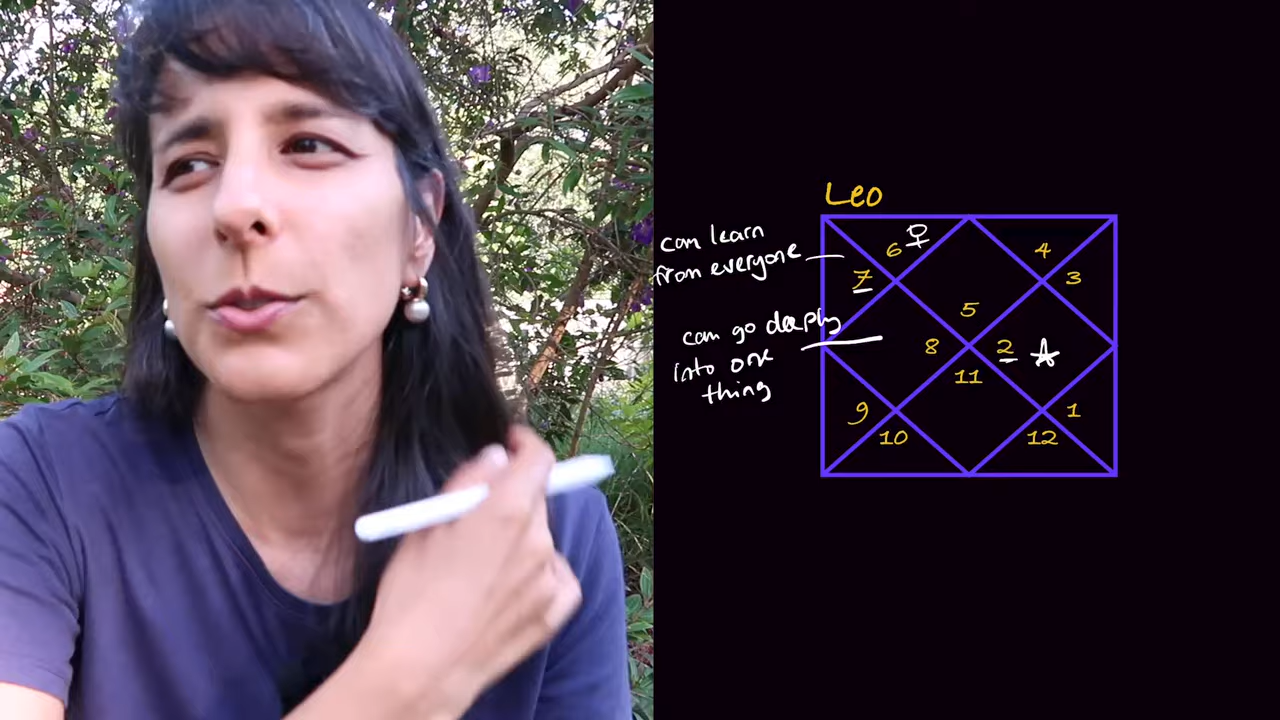 Leo
can learn
from everyone
can go deeply
into one
thing
6 ♀
4
7
3
5
8
2 ☆
11
9
1
10
12